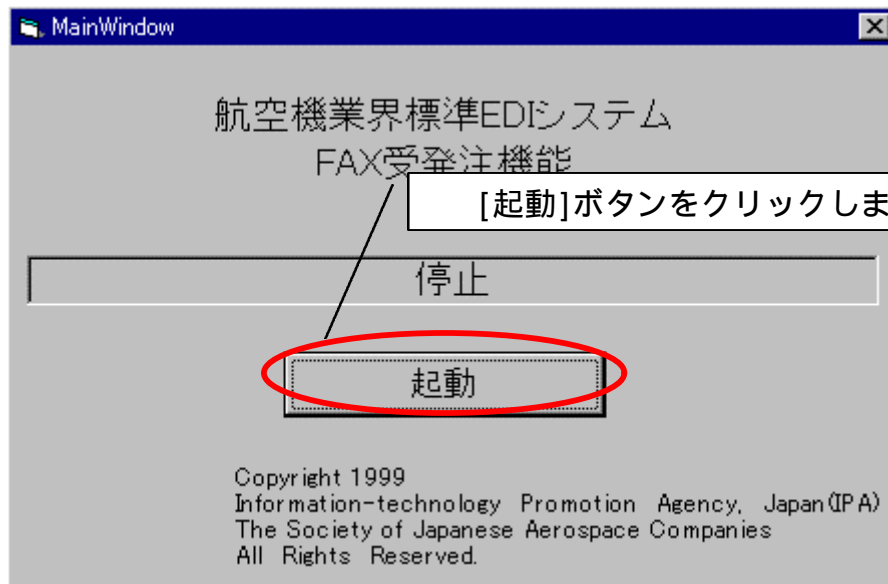 MainWindow
航空機業界標準EDIシステム
FAX受発注機能
[起動]ボタンをクリックしま
停止
起動
Copyright 1999
Information-technology Promotion Agency, Japan(IPA)
The Society of Japanese Aerospace Companies
All Rights Reserved.